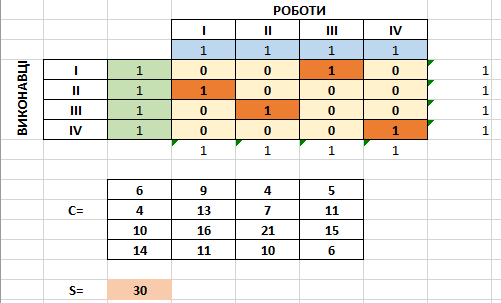 РОБОТИ
I II III IV
1 1 1 1
ВИКОНАВЦІ
I 1 0 0 1 0 1
II 1 1 0 0 0 1
III 1 0 1 0 0 1
IV 1 0 0 0 1 1
1 1 1 1
6 9 4 5
C= 4 13 7 11
10 16 21 15
14 11 10 6
S= 30